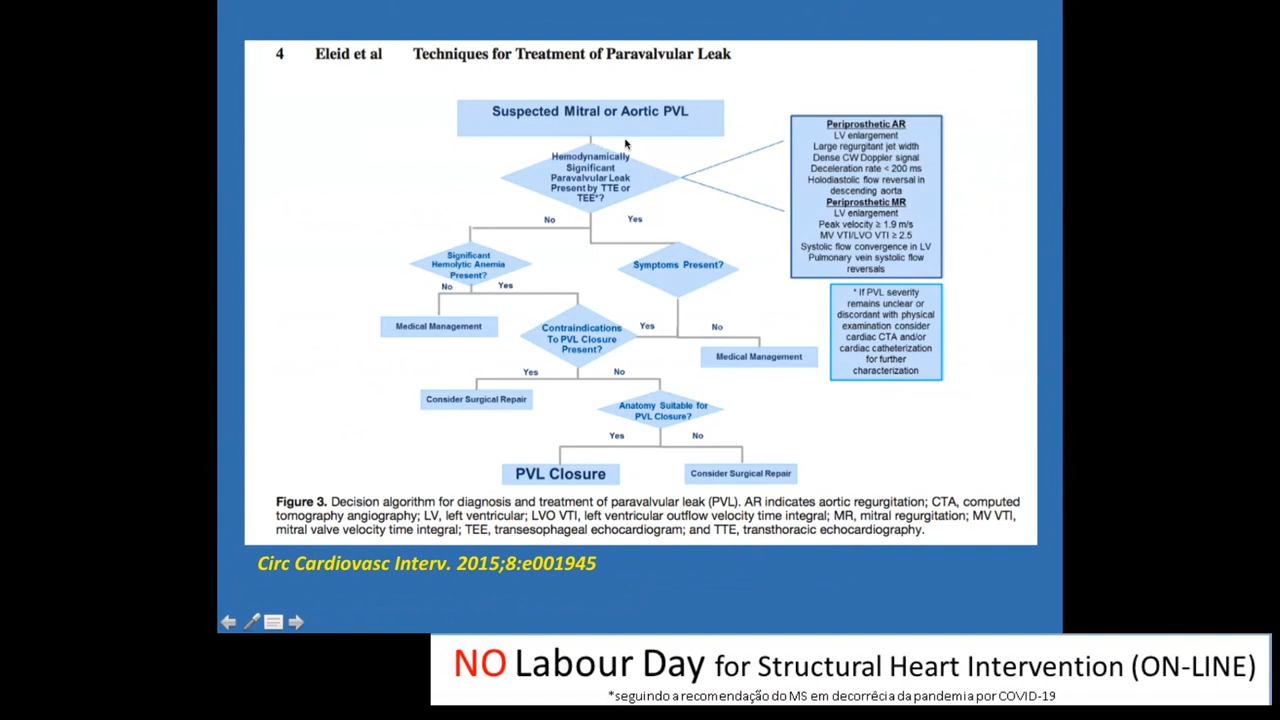 4 Eleid et al Techniques for Treatment of Paravalvular Leak
Suspected Mitral or Aortic PVL
Hemodynamically
Significant
Paravalvular Leak
Present by TTE or
TEE*?
Periprosthetic AR
LV enlargement
Large regurgitant jet width
Dense CW Doppler signal
Deceleration rate < 200 ms
Holodiastolic flow reversal in
descending aorta
Periprosthetic MR
LV enlargement
Peak velocity ≥ 1.9 m/s
MV VTI/LVO VTI ≥ 2.5
Systolic flow convergence in LV
Pulmonary vein systolic flow
reversals
No Yes
Significant
Hemolytic Anemia
Present?
Symptoms Present?
* If PVL severity
remains unclear or
discordant with physical
examination consider
cardiac CTA and/or
cardiac catheterization
for further
characterization
No Yes
Medical Management
Contraindications
To PVL Closure
Present?
Yes No
Medical Management
Yes No
Consider Surgical Repair
Anatomy Suitable for
PVL Closure?
Yes No
PVL Closure
Consider Surgical Repair
Figure 3. Decision algorithm for diagnosis and treatment of paravalvular leak (PVL). AR indicates aortic regurgitation; CTA, computed
tomography angiography; LV, left ventricular; LVO VTI, left ventricular outflow velocity time integral; MR, mitral regurgitation; MV VTI,
mitral valve velocity time integral; TEE, transesophageal echocardiogram; and TTE, transthoracic echocardiography.
Circ Cardiovasc Interv. 2015;8:e001945
NO Labour Day for Structural Heart Intervention (ON-LINE)
*seguindo a recomendação do MS em decorrêcia da pandemia por COVID-19